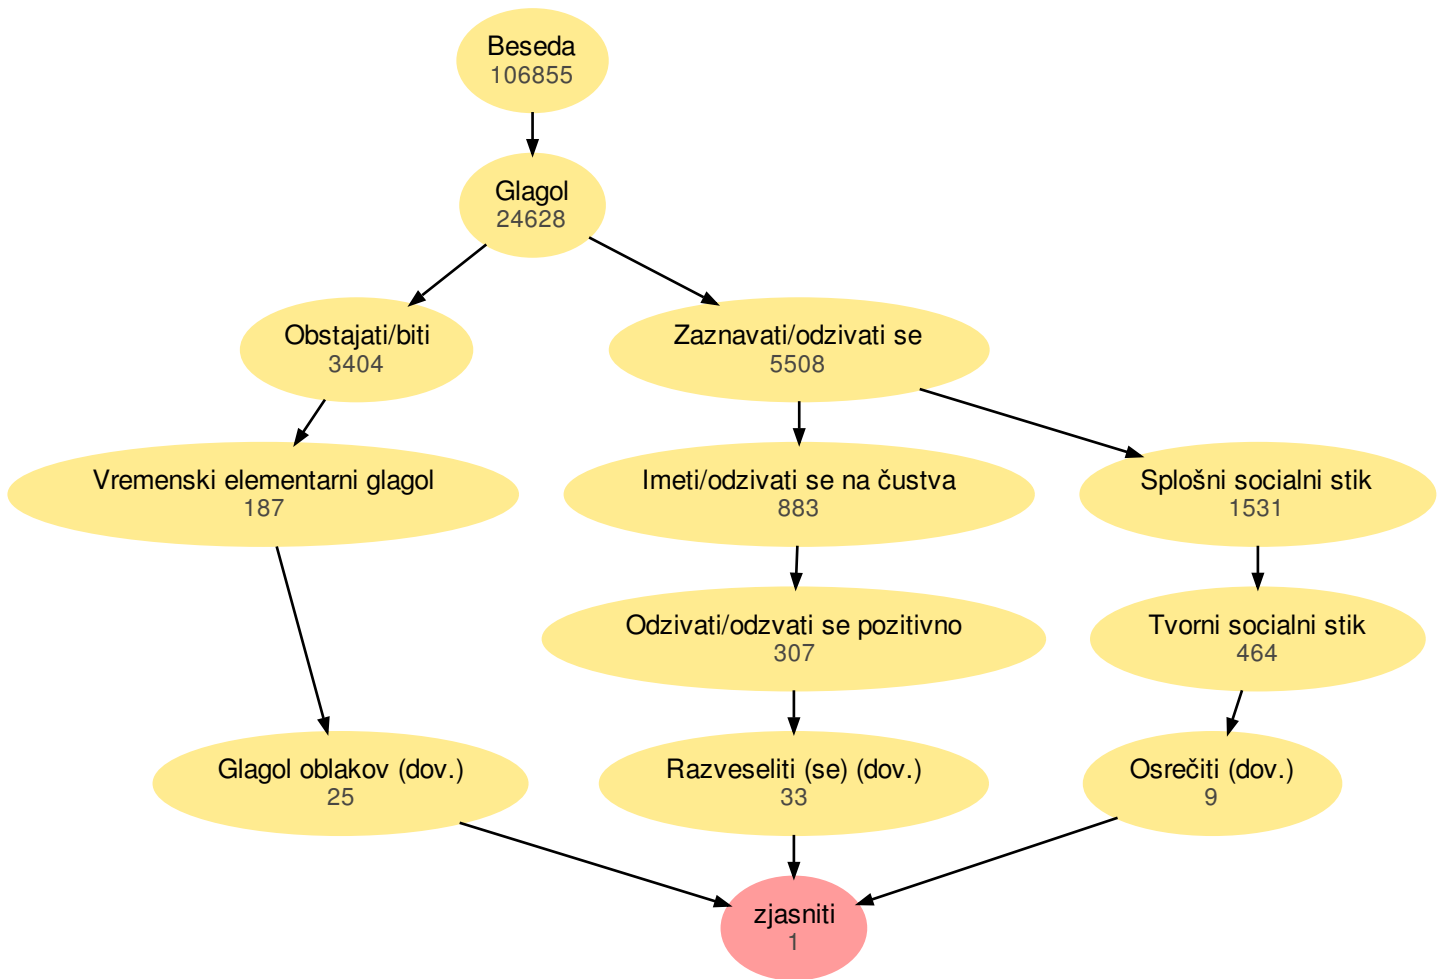 Beseda
106855
Glagol
24628
Obstajati/biti
3404
Zaznavati/odzivati se
5508
Vremenski elementarni glagol
187
Imeti/odzivati se na čustva
883
Splošni socialni stik
1531
Odzivati/odzvati se pozitivno
307
Tvorni socialni stik
464
Glagol oblakov (dov.)
25
Razveseliti (se) (dov.)
33
Osrečiti (dov.)
9
zjasniti
1